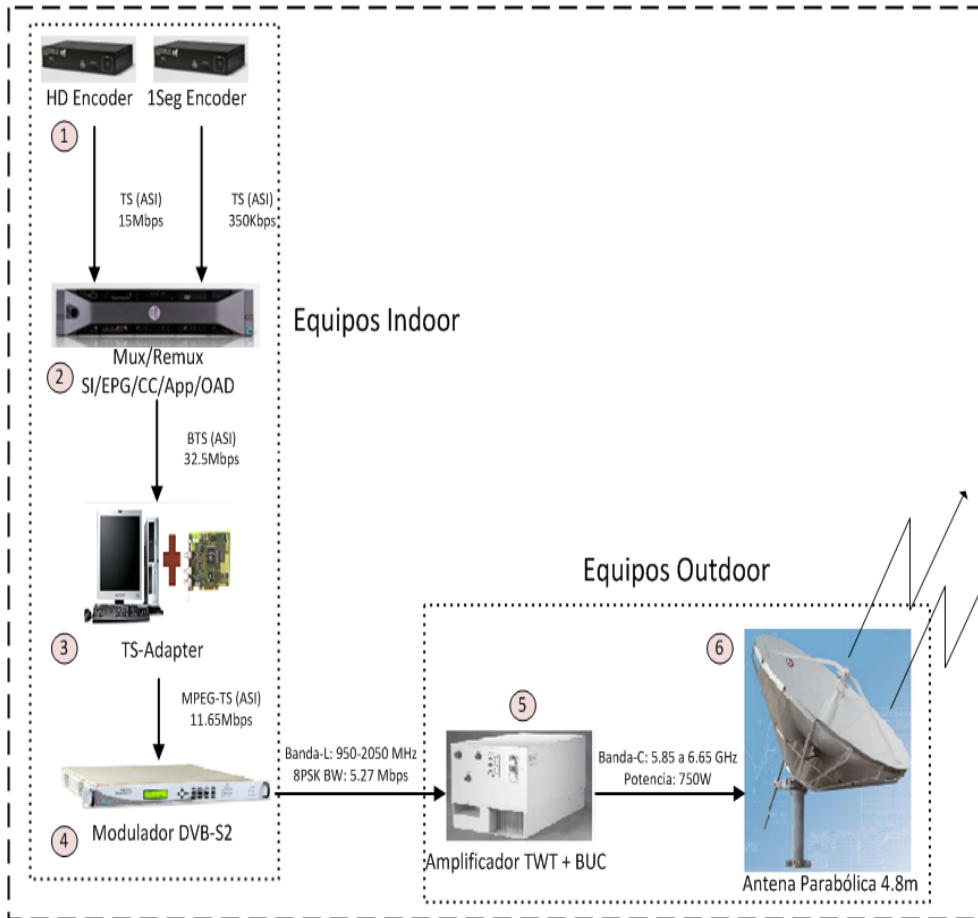 HD Encoder
1Seg Encoder
1
TS (ASI)
15Mbps
TS (ASI)
350Kbps
Equipos Indoor
Mux/Remux
2
SI/EPG/CC/App/OAD
BTS (ASI)
32.5Mbps
3
TS-Adapter
MPEG-TS (ASI)
11.65Mbps
4
Modulador DVB-S2
Banda-L: 950-2050 MHz
8PSK BW: 5.27 Mbps
Equipos Outdoor
5
Amplificador TWT + BUC
Banda-C: 5.85 a 6.65 GHz
Potencia: 750W
6
Antena Parabólica 4.8m